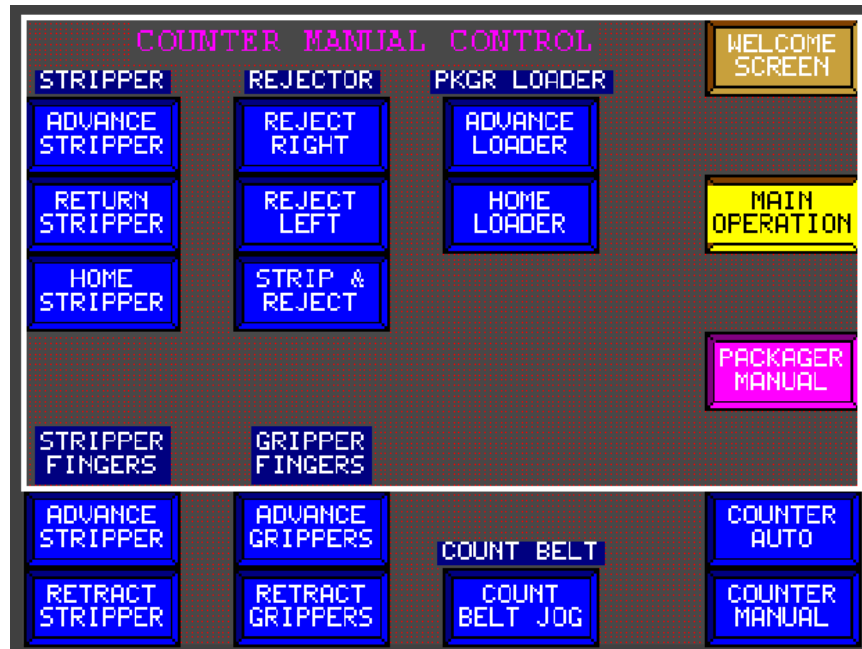 COUNTER MANUAL CONTROL
WELCOME
SCREEN
STRIPPER
REJECTOR
PKGR LOADER
ADVANCE
STRIPPER
REJECT
RIGHT
ADVANCE
LOADER
RETURN
STRIPPER
REJECT
LEFT
HOME
LOADER
MAIN
OPERATION
HOME
STRIPPER
STRIP &
REJECT
PACKAGER
MANUAL
STRIPPER
FINGERS
GRIPPER
FINGERS
ADVANCE
STRIPPER
ADVANCE
GRIPPERS
COUNT BELT
COUNTER
AUTO
RETRACT
STRIPPER
RETRACT
GRIPPERS
COUNT
BELT JOG
COUNTER
MANUAL